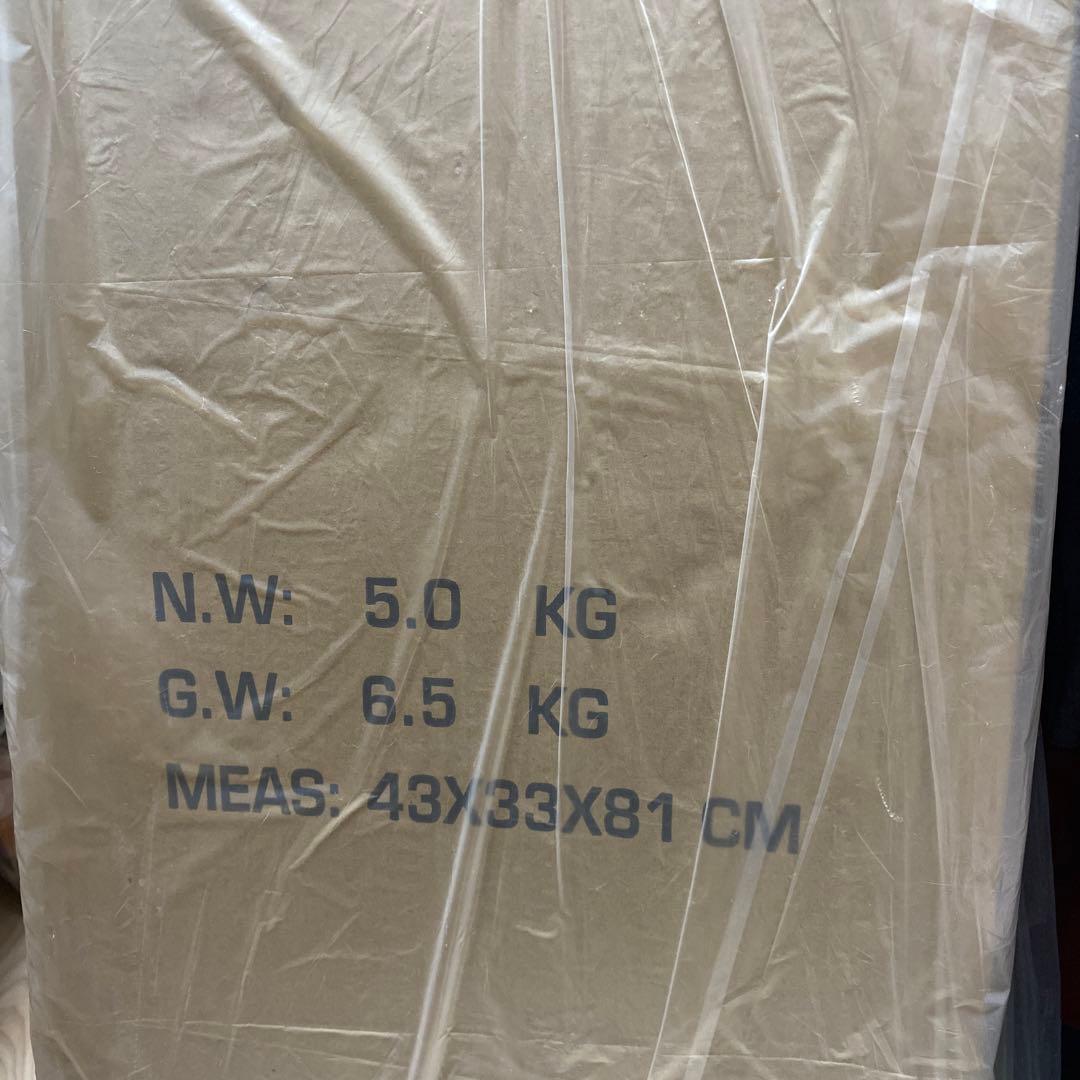 N.W: 5.0 KG
G.W: 6.5 KG
MEAS: 43X33X81 CM